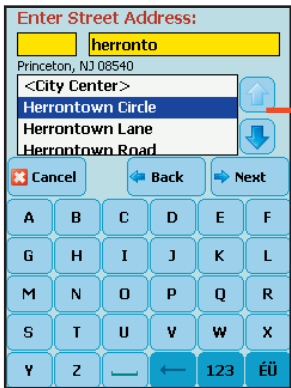 Enter Street Address:
herronto
Princeton, NJ 08540
<City Center>
Herrontown Circle
Herrontown Lane
Herrontown Road
Cancel Back Next
A B C D E F
G H I J K L
M N O P Q R
S T U V W X
Y Z 123 ÉÜ